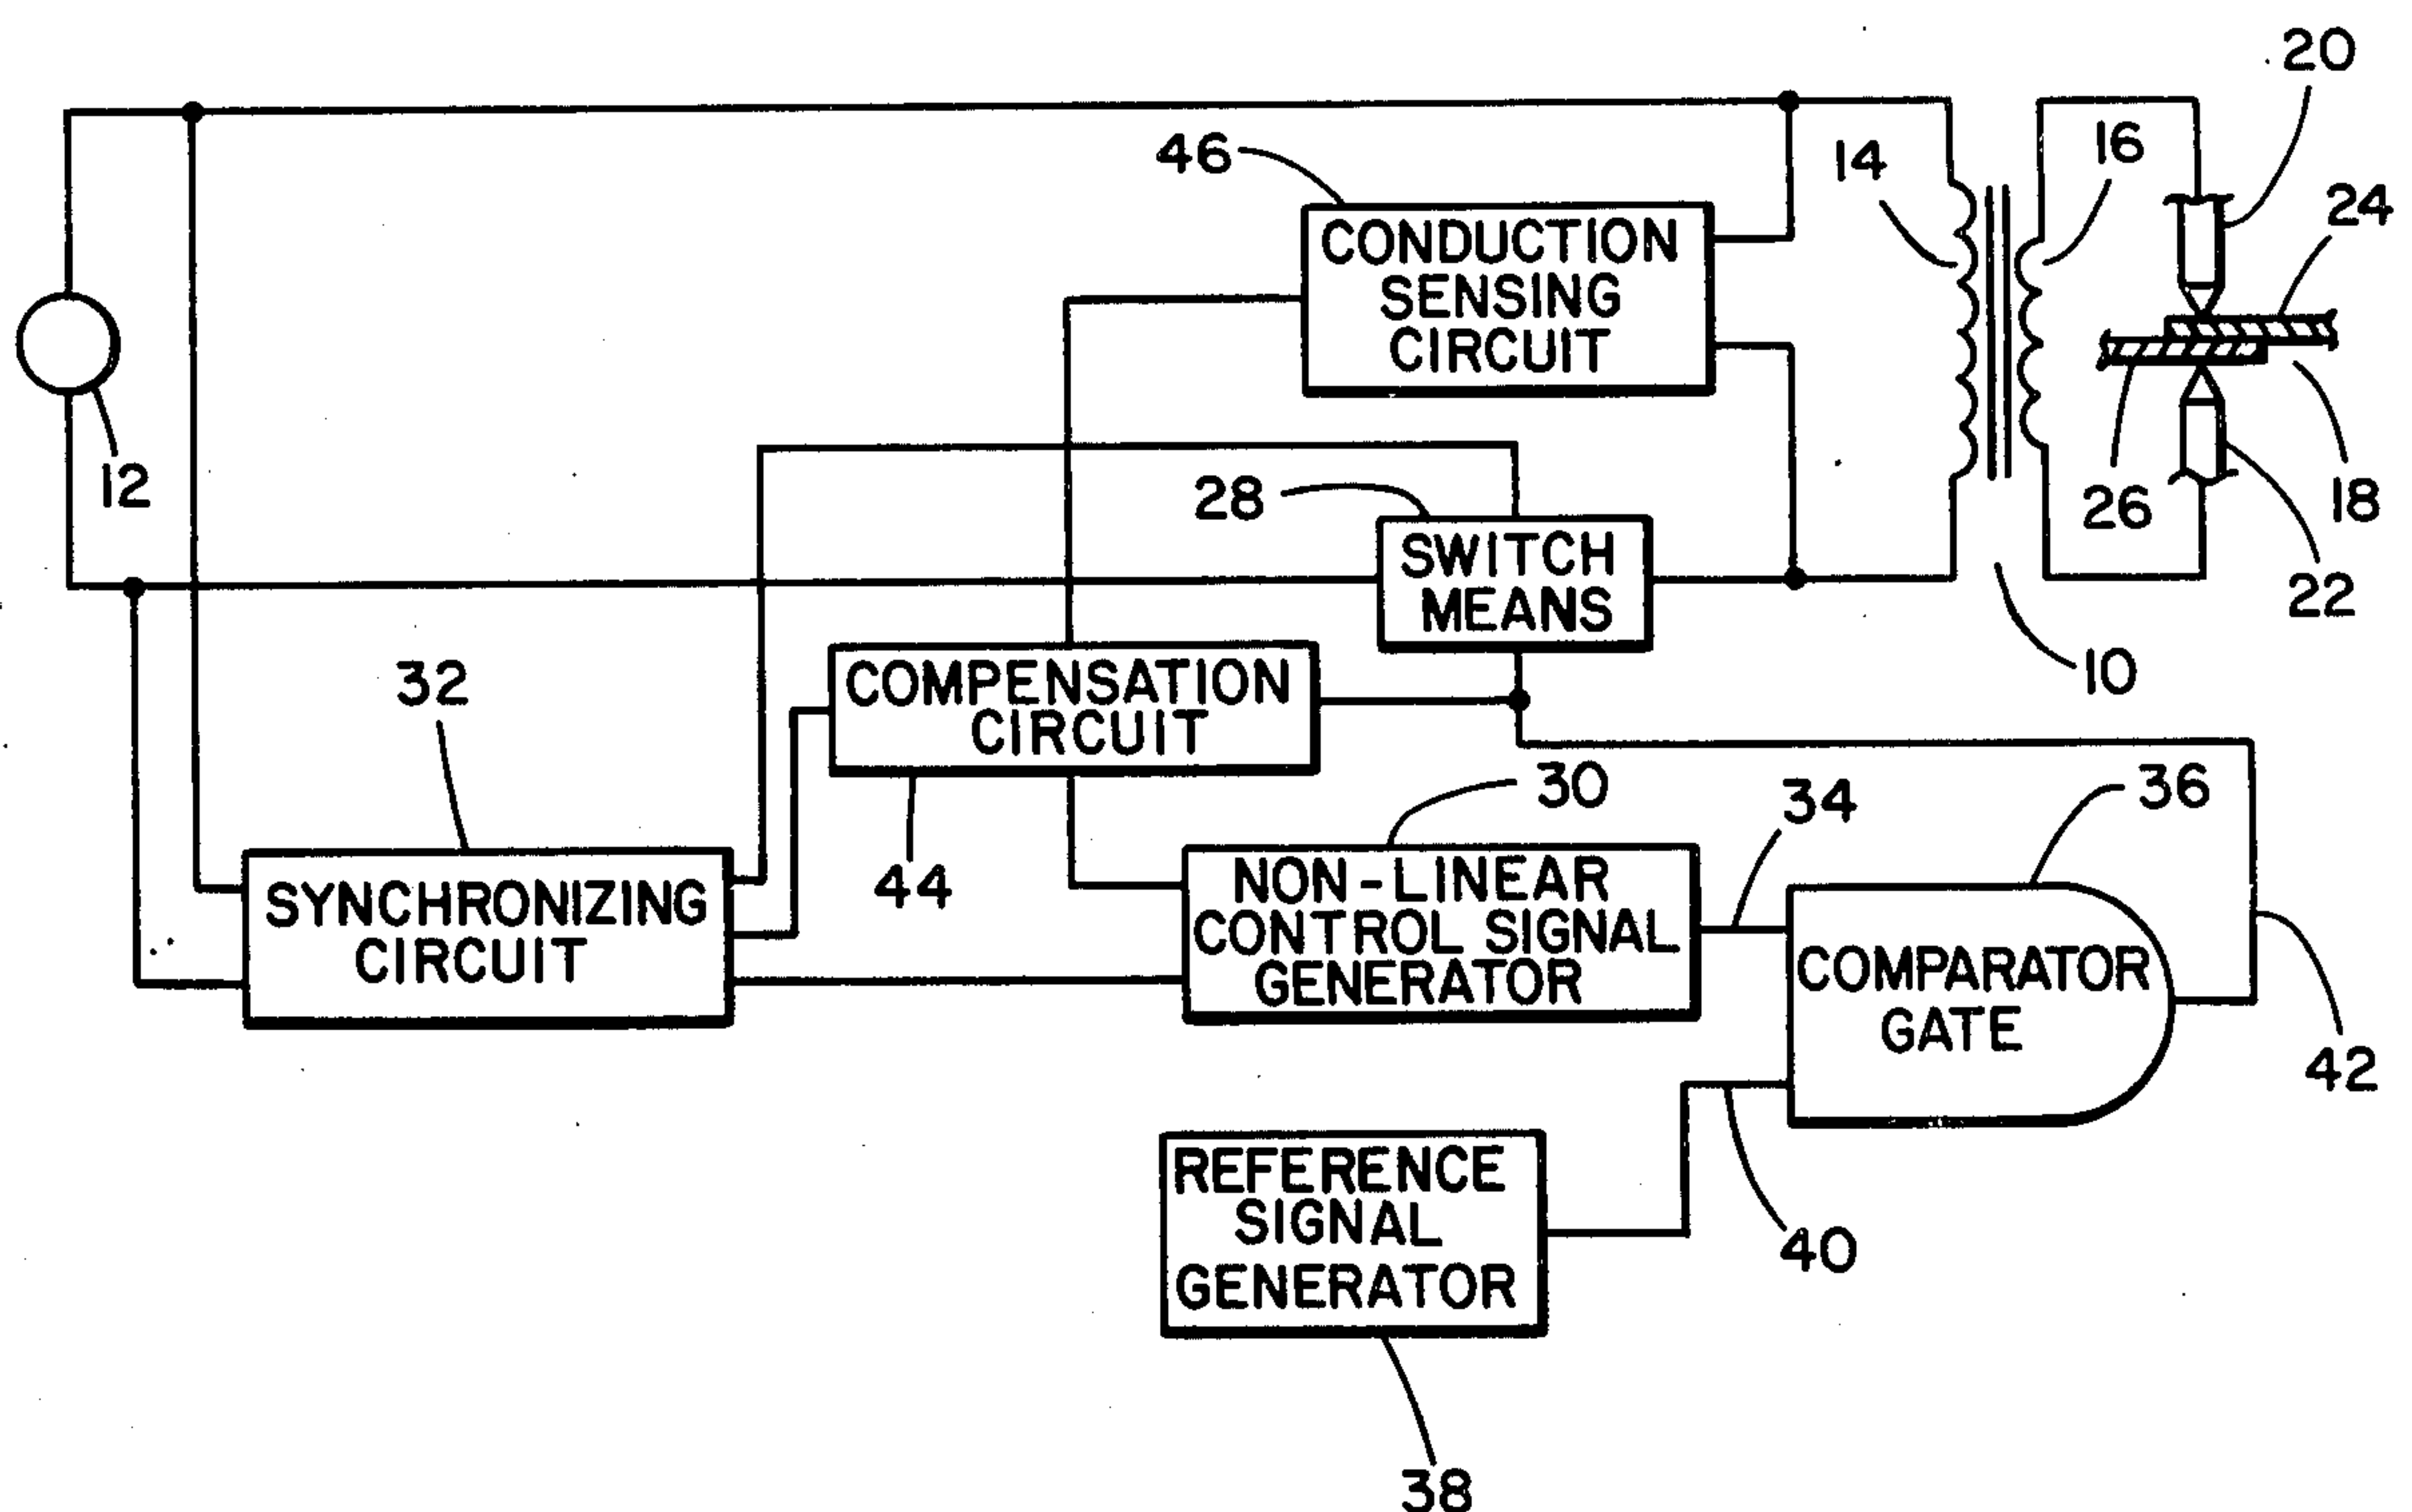 20
46
14
16
24
CONDUCTION
SENSING
CIRCUIT
12
28
26
18
SWITCH
MEANS
22
32
COMPENSATION
CIRCUIT
10
30
34
36
44
SYNCHRONIZING
CIRCUIT
NON-LINEAR
CONTROL SIGNAL
GENERATOR
COMPARATOR
GATE
42
REFERENCE
SIGNAL
GENERATOR
40
38